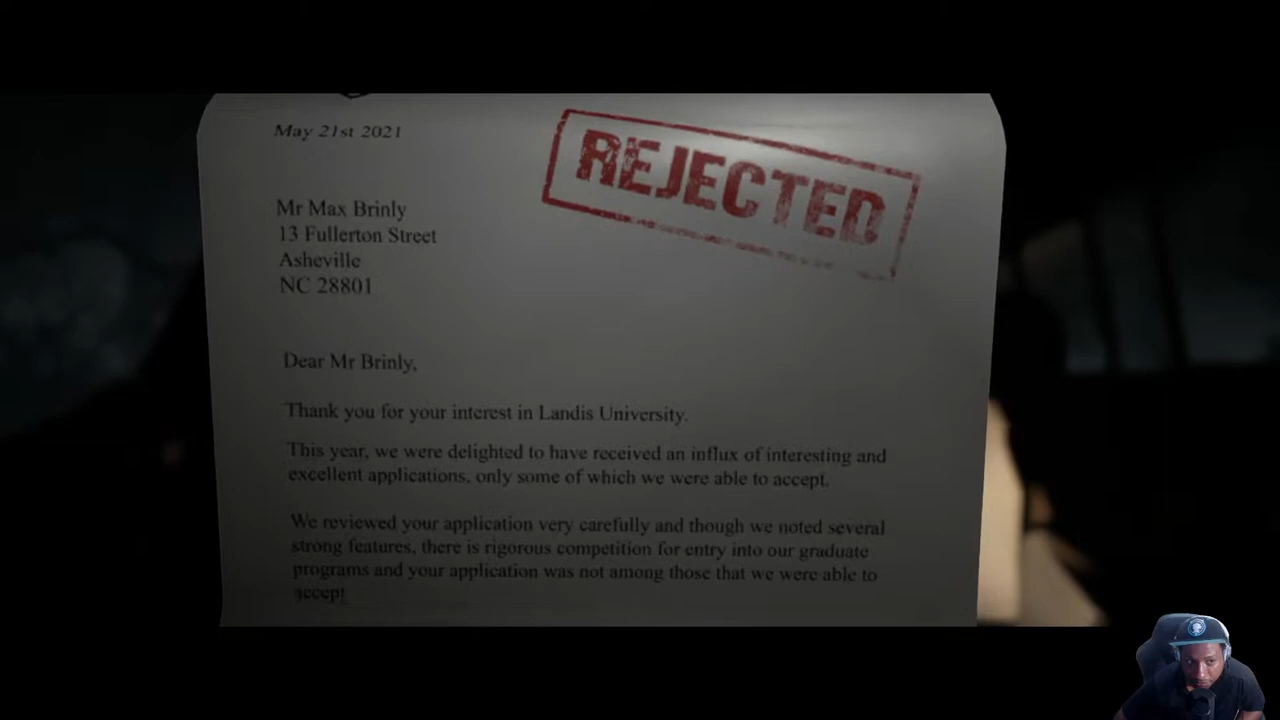 May 21st 2021
REJECTED
Mr Max Brinly
13 Fullerton Street
Asheville
NC 28801
Dear Mr Brinly,
Thank you for your interest in Landis University.
This year, we were delighted to have received an influx of interesting and
excellent applications, only some of which we were able to accept.
We reviewed your application very carefully and though we noted several
strong features, there is rigorous competition for entry into our graduate
programs and your application was not among those that we were able to
accept